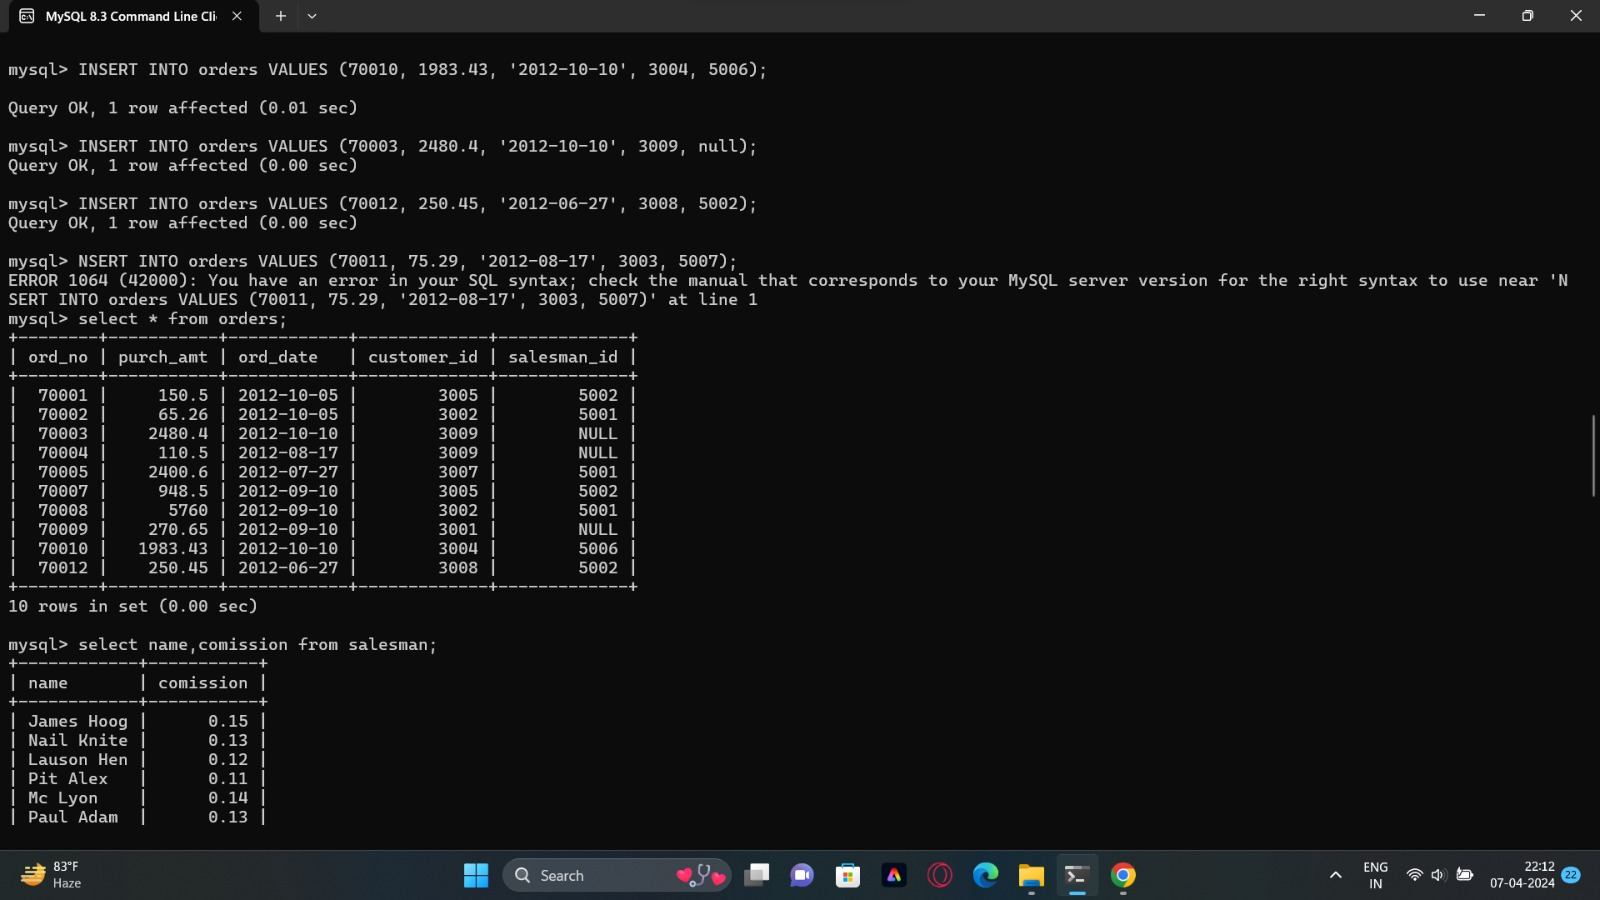 MySQL 8.3 Command Line Cli
mysql> INSERT INTO orders VALUES (70010, 1983.43, '2012-10-10', 3004, 5006);
Query OK, 1 row affected (0.01 sec)
mysql> INSERT INTO orders VALUES (70003, 2480.4, '2012-10-10', 3009, null);
Query OK, 1 row affected (0.00 sec)
mysql> INSERT INTO orders VALUES (70012, 250.45, '2012-06-27', 3008, 5002);
Query OK, 1 row affected (0.00 sec)
mysql> NSERT INTO orders VALUES (70011, 75.29, '2012-08-17', 3003, 5007);
ERROR 1064 (42000): You have an error in your SQL syntax; check the manual that corresponds to your MySQL server version for the right syntax to use near 'N
SERT INTO orders VALUES (70011, 75.29, '2012-08-17', 3003, 5007)' at line 1
mysql> select * from orders;
+--------+-----------+------------+-------------+-------------+
| ord_no | purch_amt | ord_date   | customer_id | salesman_id |
+--------+-----------+------------+-------------+-------------+
|  70001 |     150.5 | 2012-10-05 |        3005 |        5002 |
|  70002 |     65.26 | 2012-10-05 |        3002 |        5001 |
|  70003 |    2480.4 | 2012-10-10 |        3009 |        NULL |
|  70004 |     110.5 | 2012-08-17 |        3009 |        NULL |
|  70005 |    2400.6 | 2012-07-27 |        3007 |        5001 |
|  70007 |     948.5 | 2012-09-10 |        3005 |        5002 |
|  70008 |      5760 | 2012-09-10 |        3002 |        5001 |
|  70009 |    270.65 | 2012-09-10 |        3001 |        NULL |
|  70010 |   1983.43 | 2012-10-10 |        3004 |        5006 |
|  70012 |    250.45 | 2012-06-27 |        3008 |        5002 |
+--------+-----------+------------+-------------+-------------+
10 rows in set (0.00 sec)
mysql> select name,comission from salesman;
+------------+-----------+
| name       | comission |
+------------+-----------+
| James Hoog |      0.15 |
| Nail Knite |      0.13 |
| Lauson Hen |      0.12 |
| Pit Alex   |      0.11 |
| Mc Lyon    |      0.14 |
| Paul Adam  |      0.13 |
83°F
Haze
Search
ENG
IN
22:12
07-04-2024
22